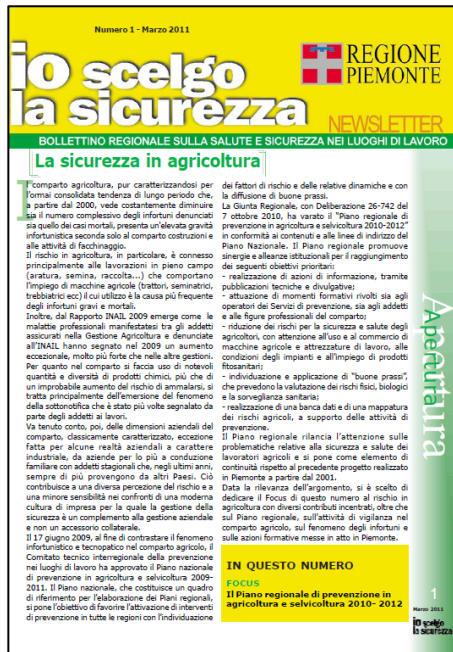 Numero 1 - Marzo 2011
io scelgo
la sicurezza
REGIONE
PIEMONTE
NEWSLETTER
BOLLETTINO REGIONALE SULLA SALUTE E SICUREZZA NEI LUOGHI DI LAVORO
La sicurezza in agricoltura
Il comparto agricoltura, pur caratterizzandosi per
l'ormai consolidata tendenza di lungo periodo che,
a partire dal 2000, vede costantemente diminuire
sia il numero complessivo degli infortuni denunciati
sia quello dei casi mortali, presenta un'elevata gravità
infortunistica seconda solo al comparto costruzioni e
alle attività di facchinaggio.
Il rischio in agricoltura, in particolare, è connesso
principalmente alle lavorazioni in pieno campo
(aratura, semina, raccolta...) che comportano
l'impiego di macchine agricole (trattori, seminatrici,
trebbiatrici ecc) il cui utilizzo è la causa più frequente
degli infortuni gravi e mortali.
Inoltre, dal Rapporto INAIL 2009 emerge come le
malattie professionali manifestatesi tra gli addetti
assicurati nella Gestione Agricoltura e denunciate
all'INAIL hanno segnato nel 2009 un aumento
eccezionale, molto più forte che nelle altre gestioni.
Per quanto nel comparto si faccia uso di notevoli
quantità e diversità di prodotti chimici, più che di
un improbabile aumento del rischio di ammalarsi, si
tratta principalmente dell'emersione del fenomeno
della sottonotifica che è stato più volte segnalato da
parte degli addetti ai lavori.
Va tenuto conto, poi, delle dimensioni aziendali del
comparto, classicamente caratterizzato, eccezione
fatta per alcune realtà aziendali a carattere
industriale, da aziende per lo più a conduzione
familiare con addetti stagionali che, negli ultimi anni,
sempre di più provengono da altri Paesi. Ciò
contribuisce a una diversa percezione del rischio e a
una minore sensibilità nei confronti di una moderna
cultura di impresa per la quale la gestione della
sicurezza è un complemento alla gestione aziendale
e non un accessorio collaterale.
Il 17 giugno 2009, al fine di contrastare il fenomeno
infortunistico e tecnopatico nel comparto agricolo, il
Comitato tecnico interregionale della prevenzione
nei luoghi di lavoro ha approvato il Piano nazionale
di prevenzione in agricoltura e selvicoltura 2009-
2011. Il Piano nazionale, che costituisce un quadro
di riferimento per l'elaborazione dei Piani regionali,
si pone l'obiettivo di favorire l'attivazione di interventi
di prevenzione in tutte le regioni con l'individuazione
dei fattori di rischio e delle relative dinamiche e con
la diffusione di buone prassi.
La Giunta Regionale, con Deliberazione 26-742 del
7 ottobre 2010, ha varato il "Piano regionale di
prevenzione in agricoltura e selvicoltura 2010-2012"
in conformità ai contenuti e alle linee di indirizzo del
Piano Nazionale. Il Piano regionale promuove
sinergie e alleanze istituzionali per il raggiungimento
dei seguenti obiettivi prioritari:
- realizzazione di azioni di informazione, tramite
pubblicazioni tecniche e divulgative;
- attuazione di momenti formativi rivolti sia agli
operatori dei Servizi di prevenzione, sia agli addetti
e alle figure professionali del comparto;
- riduzione dei rischi per la sicurezza e salute degli
agricoltori, con attenzione all'uso e al commercio di
macchine agricole e attrezzature di lavoro, alle
condizioni degli impianti e all'impiego di prodotti
fitosanitari;
- individuazione e applicazione di "buone prassi",
che prevedono la valutazione dei rischi fisici, biologici
e la sorveglianza sanitaria;
- realizzazione di una banca dati e di una mappatura
dei rischi agricoli, a supporto delle attività di
prevenzione.
Il Piano regionale rilancia l'attenzione sulle
problematiche relative alla sicurezza e salute dei
lavoratori agricoli e si pone come elemento di
continuità rispetto al precedente progetto realizzato
in Piemonte a partire dal 2001.
Data la rilevanza dell'argomento, si è scelto di
dedicare il Focus di questo numero al rischio in
agricoltura con diversi contributi incentrati, oltre che
sul Piano regionale, sull'attività di vigilanza nel
comparto agricolo, sul fenomeno degli infortuni e
sulle azioni formative messe in atto in Piemonte.
IN QUESTO NUMERO
FOCUS
Il Piano regionale di prevenzione in
agricoltura e selvicoltura 2010- 2012
Apertura
Apertura
1
Marzo 2011
io scelgo
la sicurezza